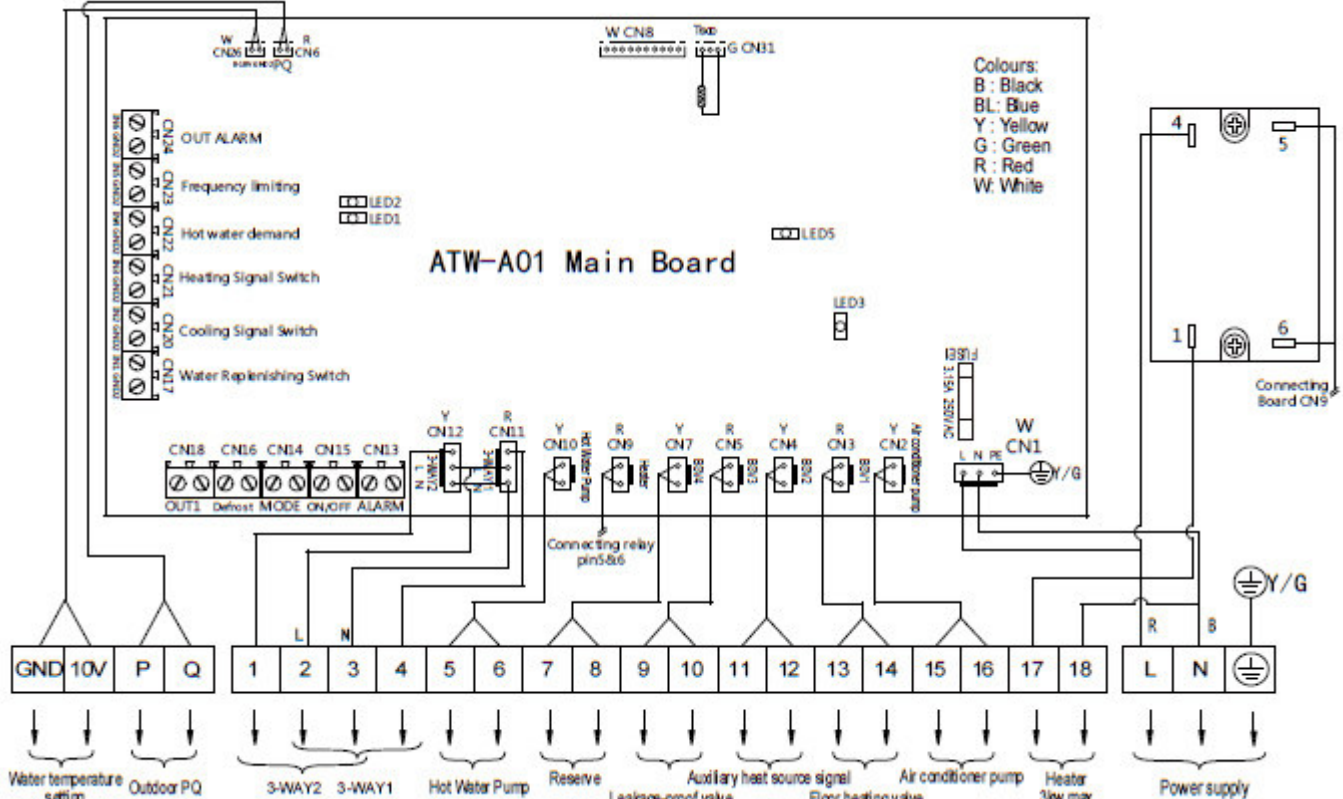 W
CN26
R
CN6
PQ
W CN8
G CN31
Colours:
B : Black
BL: Blue
Y : Yellow
G : Green
R : Red
W: White
CN24
OUT ALARM
CN23
Frequency limiting
CN22
Hot water demand
CN21
Heating Signal Switch
CN20
Cooling Signal Switch
CN17
Water Replenishing Switch
LED2
LED1
ATW-A01 Main Board
LED5
LED3
4
5
1
6
Connecting
Board CN9
FUSE1
3.15A 250VAC
W
CN1
L N PE
Y/G
CN18 CN16 CN14 CN15 CN13
OUT1 Defrost MODE ON/OFF ALARM
Y
CN12
3-WAY2
L
N
R
CN11
3-WAY1
L
N
Y
CN10
Hot Water Pump
R
CN9
Heater
Y
CN7
R
CN5
Y
CN4
R
CN3
Y
CN2
Air conditioner pump
Connecting relay
pin5&6
Y/G
L N
R B
GND 10V P Q
1 2 3 4 5 6 7 8 9 10 11 12 13 14 15 16 17 18
L N
Water temperature
Outdoor PQ
3-WAY2 3-WAY1
Hot Water Pump
Reserve
Auxiliary heat source signal
Air conditioner pump
Heater
Power supply